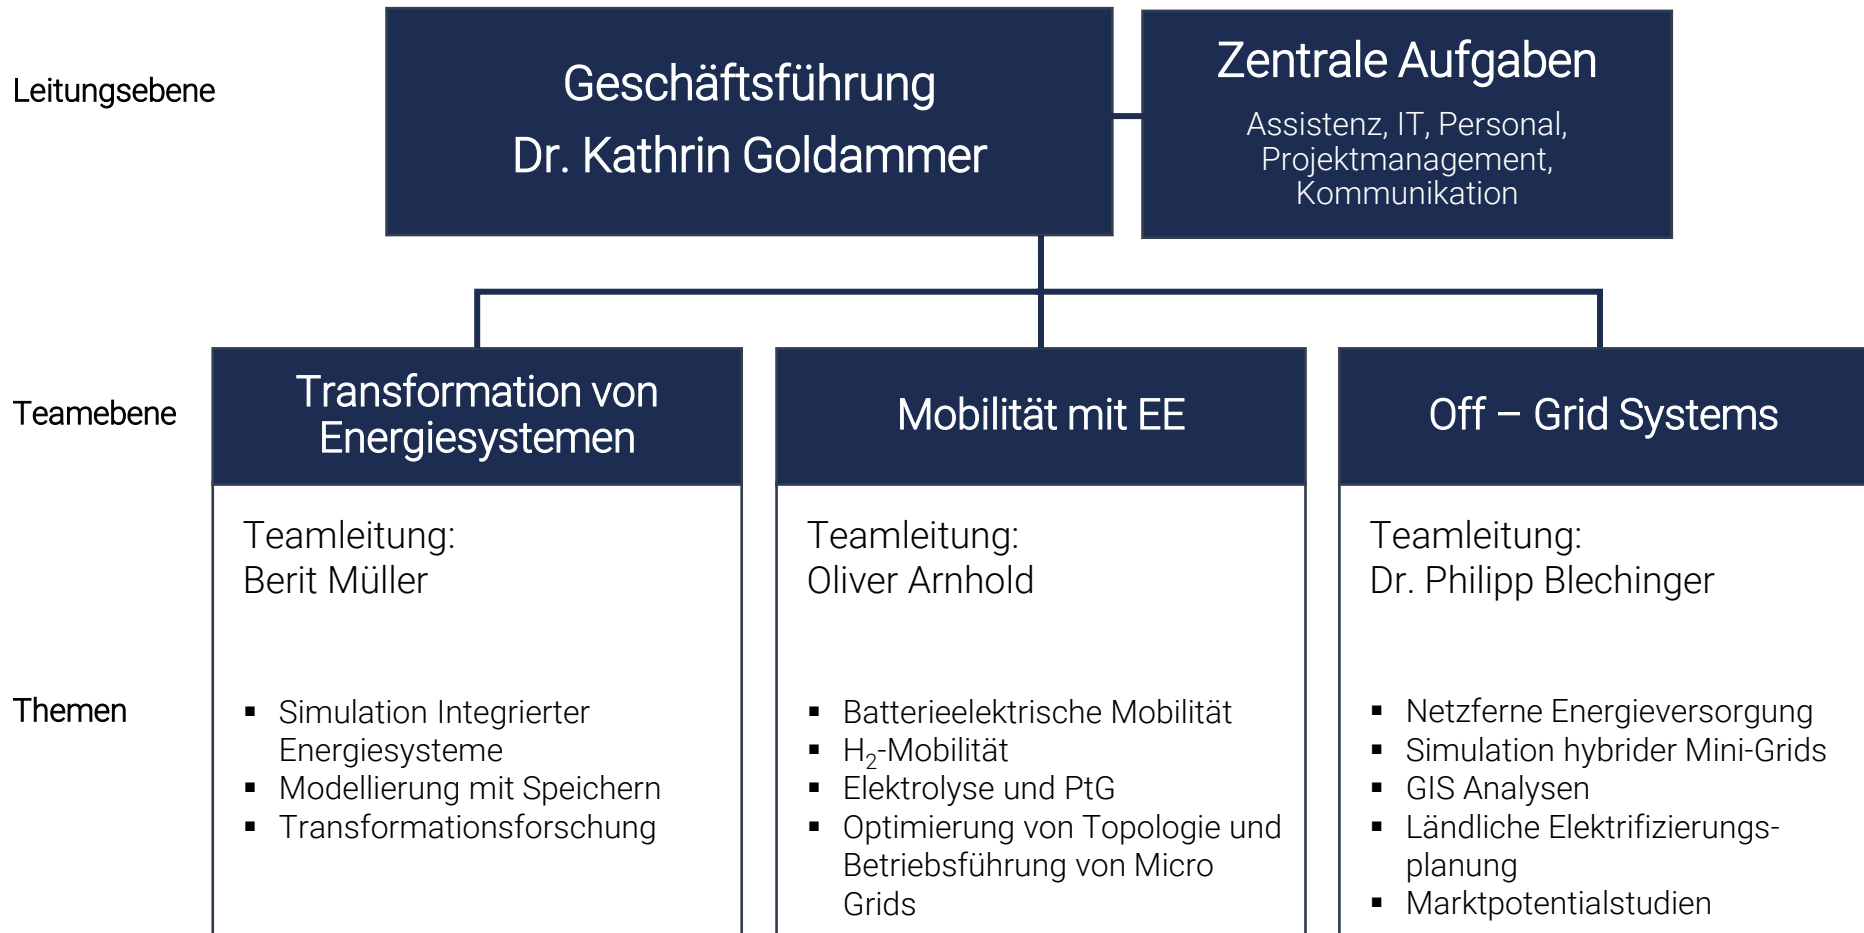 Leitungsebene
Geschäftsführung
Dr. Kathrin Goldammer
Zentrale Aufgaben
Assistenz, IT, Personal,
Projektmanagement,
Kommunikation
Teamebene
Transformation von
Energiesystemen
Teamleitung:
Berit Müller
Mobilität mit EE
Teamleitung:
Oliver Arnhold
Off – Grid Systems
Teamleitung:
Dr. Philipp Blechinger
Themen
▪ Simulation Integrierter
Energiesysteme
▪ Modellierung mit Speichern
▪ Transformationsforschung
▪ Batterieelektrische Mobilität
▪ H₂-Mobilität
▪ Elektrolyse und PtG
▪ Optimierung von Topologie und
Betriebsführung von Micro
Grids
▪ Netzferne Energieversorgung
▪ Simulation hybrider Mini-Grids
▪ GIS Analysen
▪ Ländliche Elektrifizierungs-
planung
▪ Marktpotentialstudien